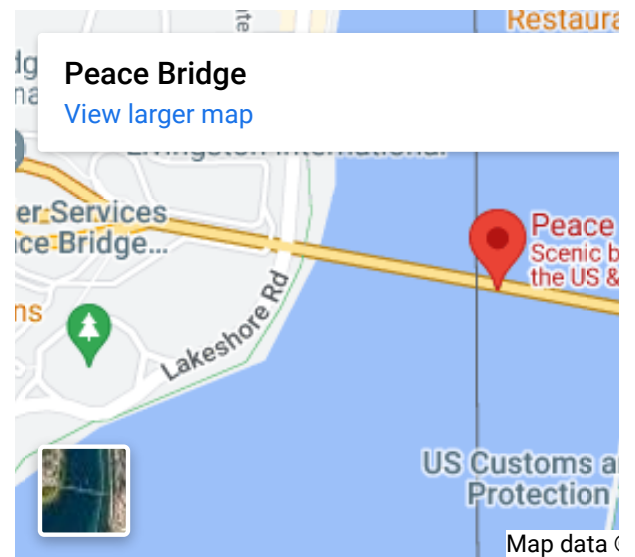 Restaura
Peace Bridge
View larger map
Livingston International
er Services
ce Bridge...
Peace
Scenic b
the US &
ns
Lakeshore Rd
US Customs a
Protection
Map data ©